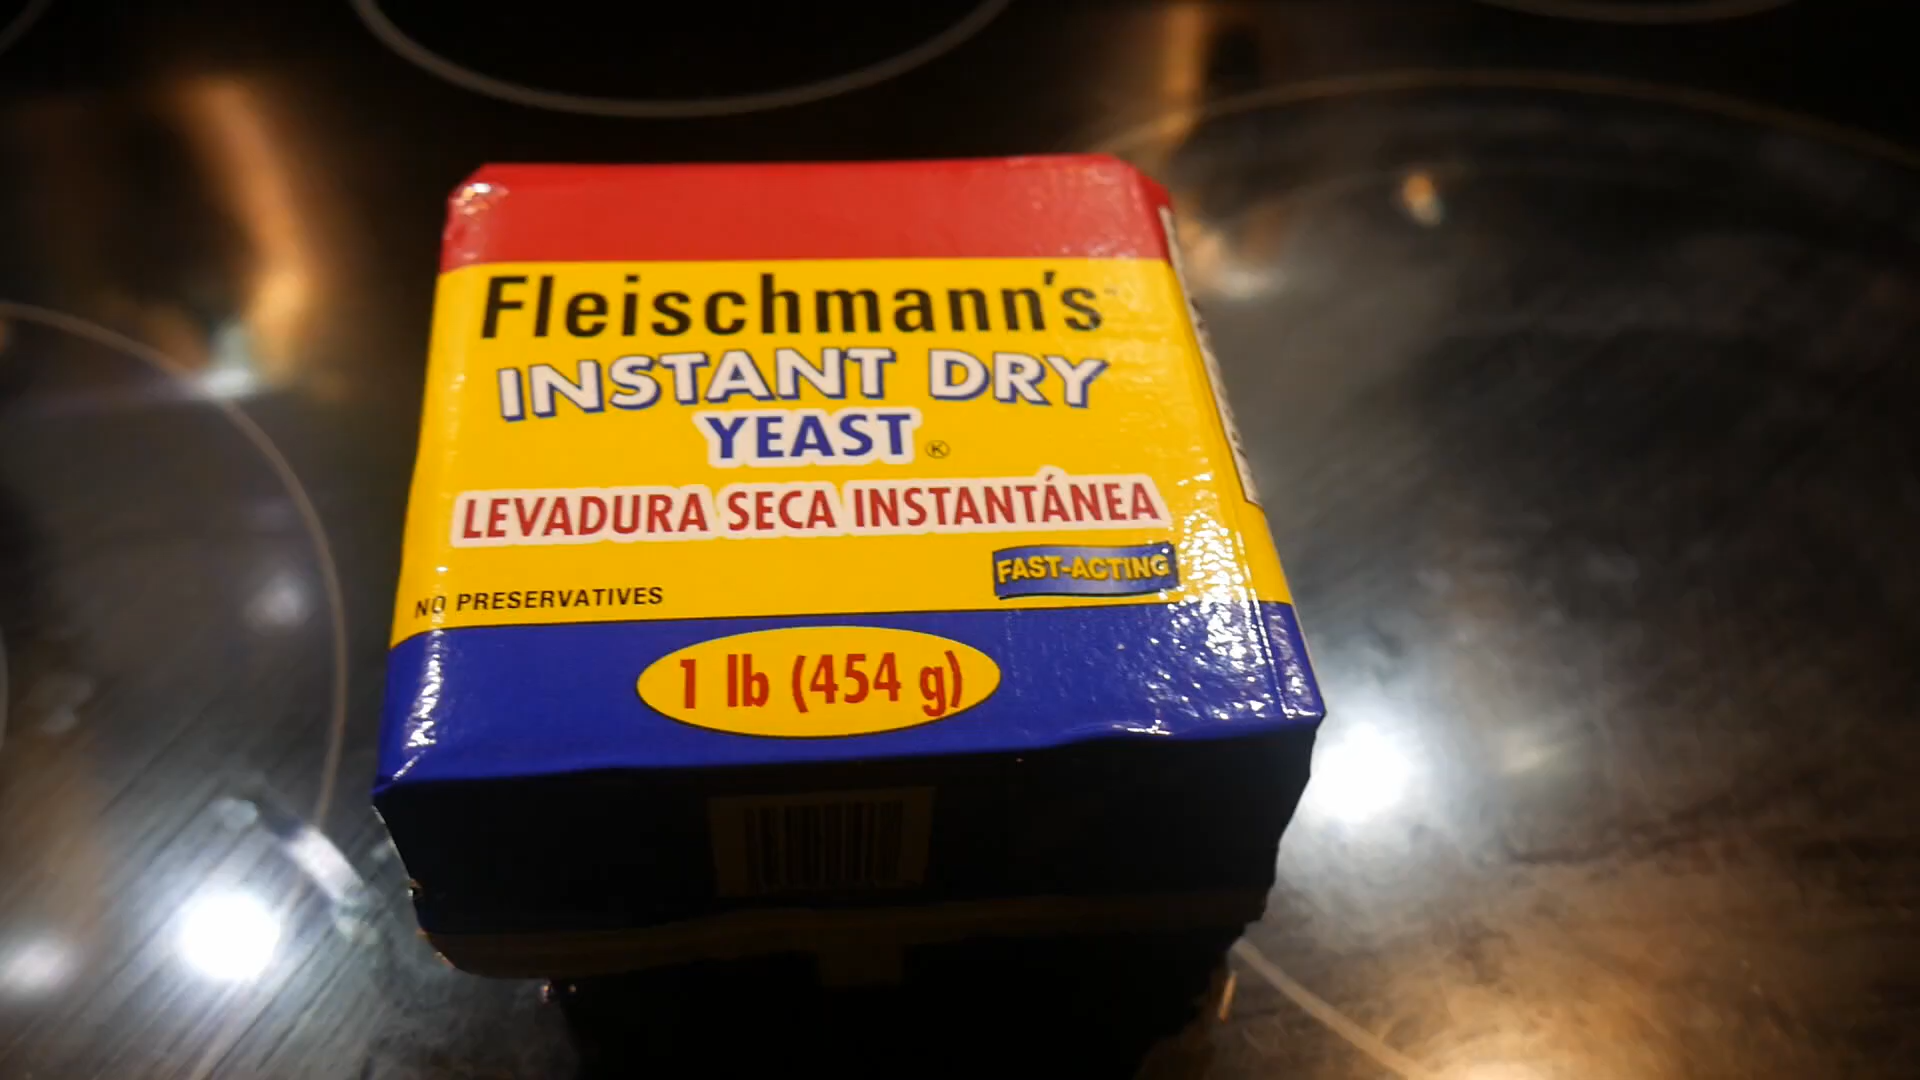 Fleischmann's
INSTANT DRY
YEAST Ⓚ
LEVADURA SECA INSTANTÁNEA
FAST-ACTING
NO PRESERVATIVES
1 lb (454 g)